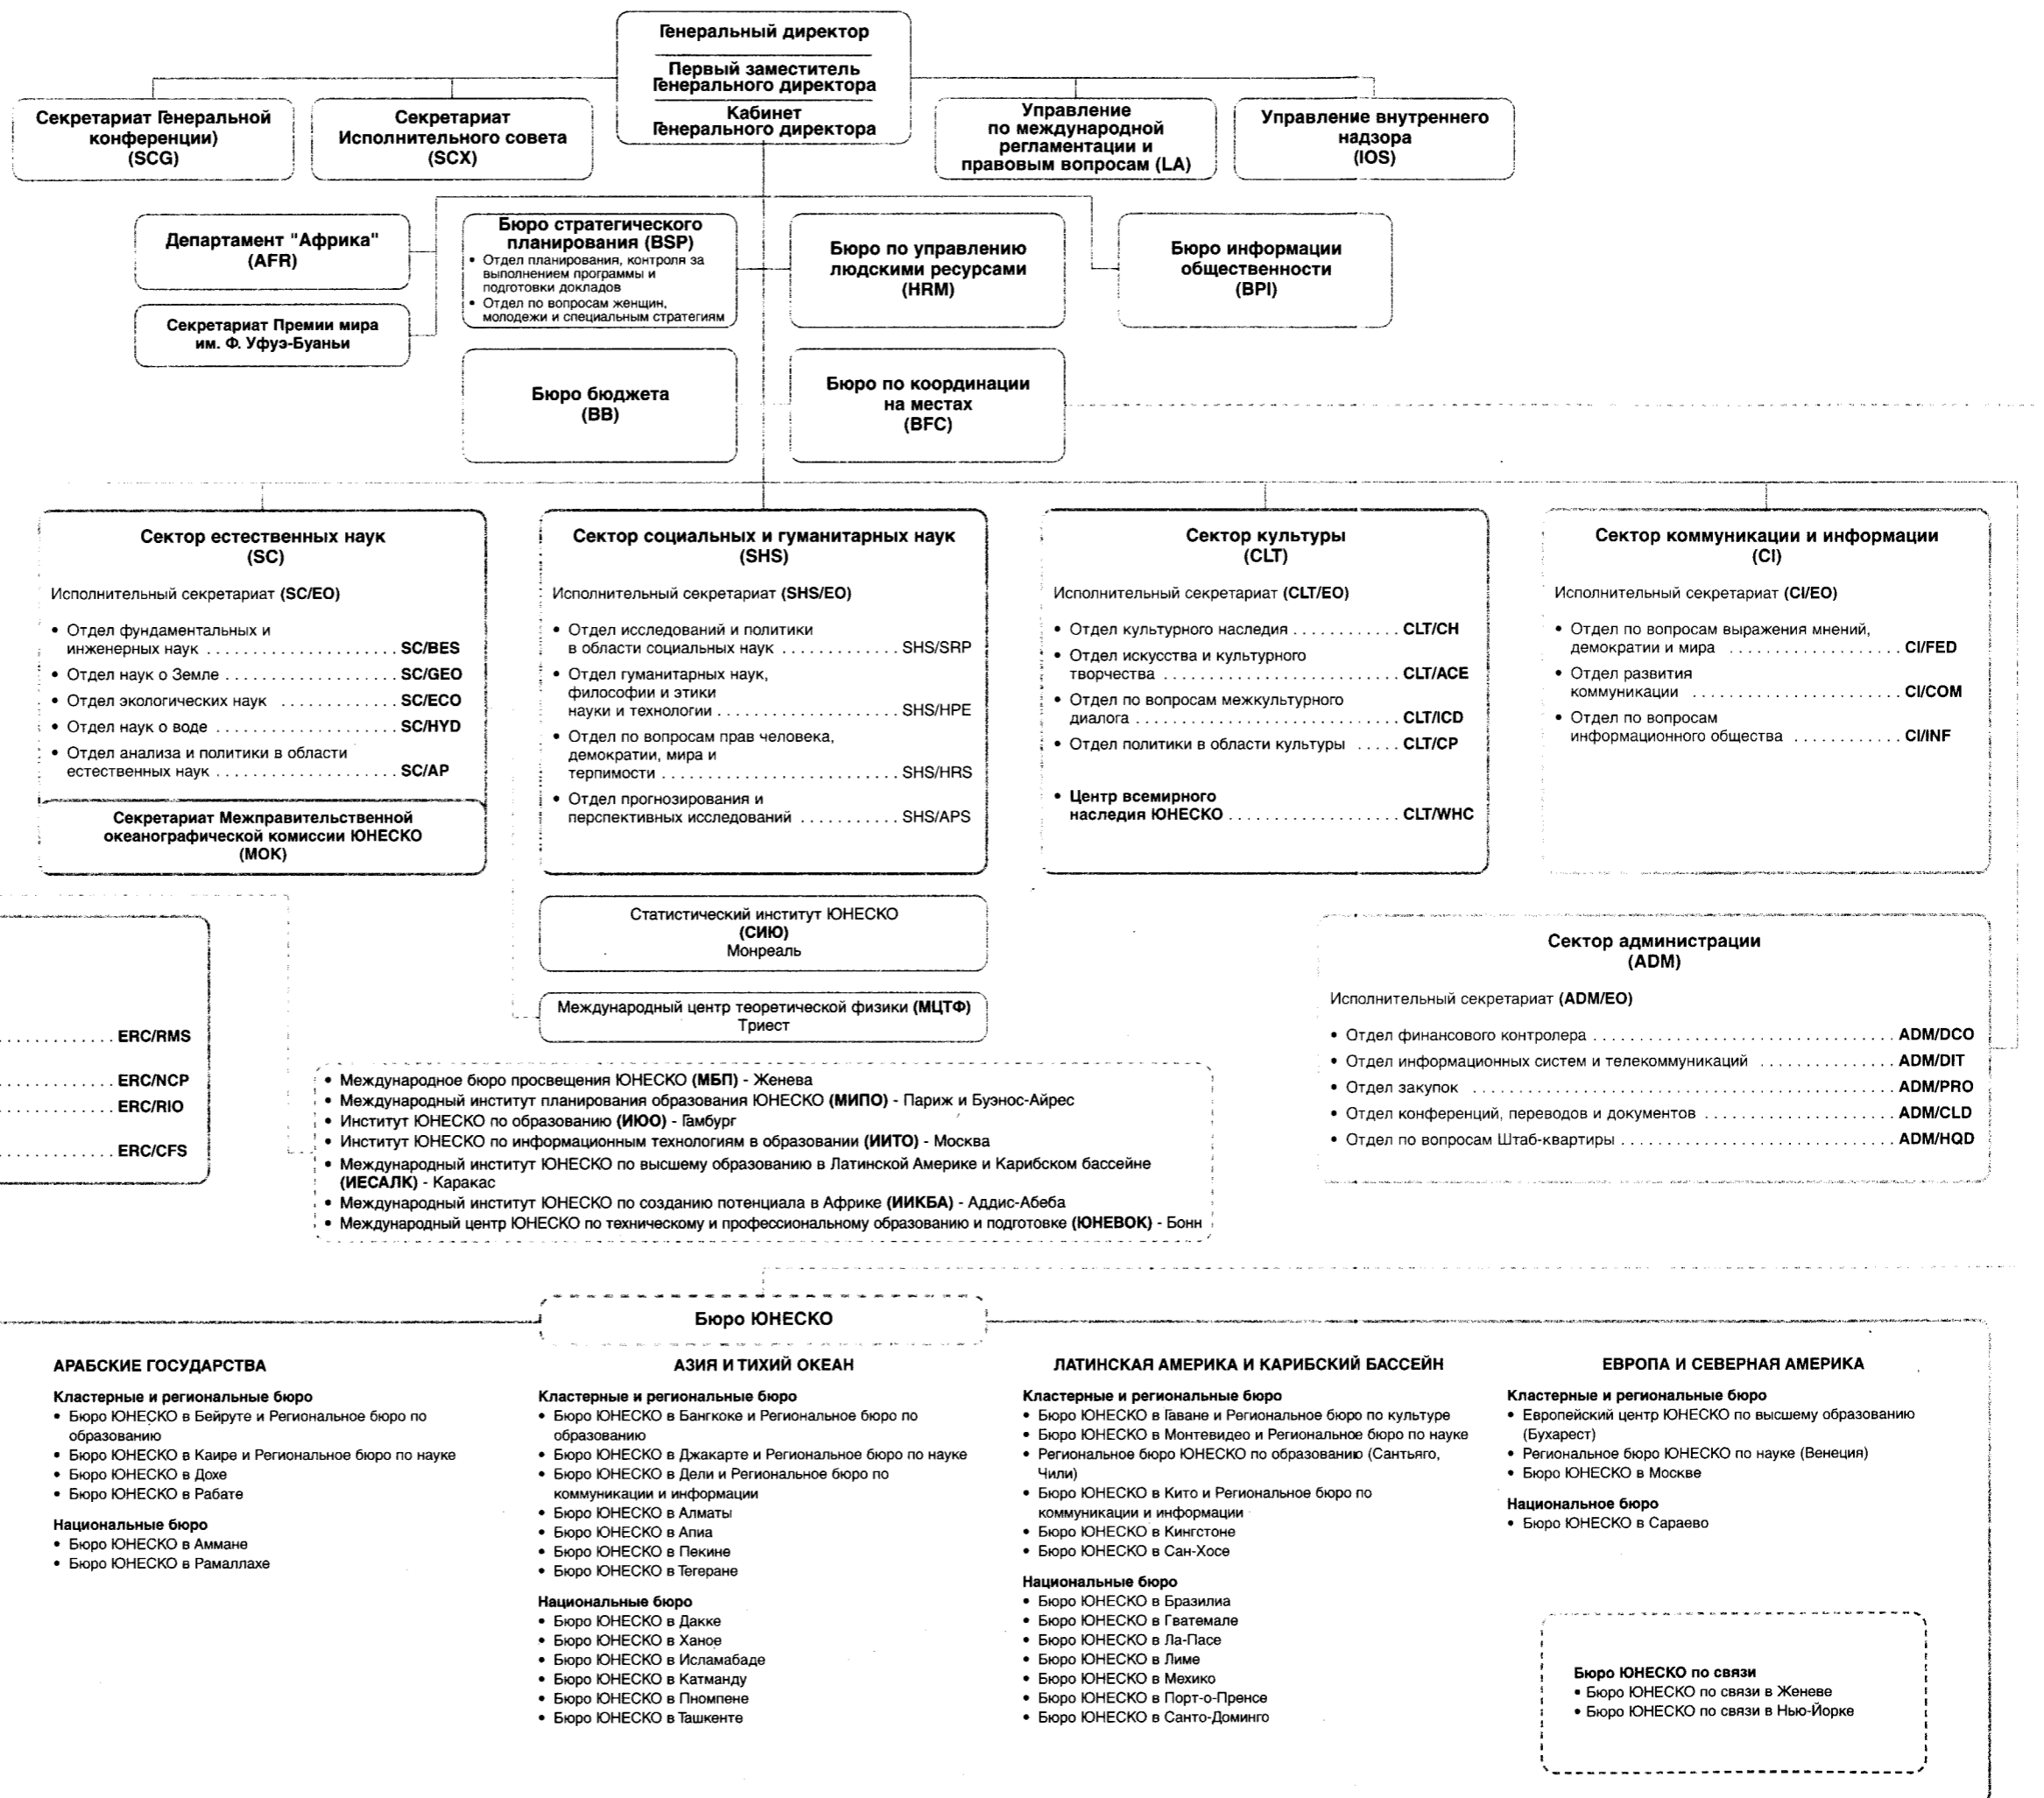 Генеральный директор
Первый заместитель
Генерального директора
Кабинет
Генерального директора
Секретариат Генеральной
конференции)
(SCG)
Секретариат
Исполнительного совета
(SCX)
Управление
по международной
регламентации и
правовым вопросам (LA)
Управление внутреннего
надзора
(IOS)
Департамент "Африка"
(AFR)
Секретариат Премии мира
им. Ф. Уфуэ-Буаньи
Бюро стратегического
планирования (BSP)
• Отдел планирования, контроля за
выполнением программы и
подготовки докладов
• Отдел по вопросам женщин,
молодежи и специальным стратегиям
Бюро по управлению
людскими ресурсами
(HRM)
Бюро информации
общественности
(BPI)
Бюро бюджета
(BB)
Бюро по координации
на местах
(BFC)
Сектор естественных наук
(SC)
Исполнительный секретариат (SC/EO)
• Отдел фундаментальных и
инженерных наук ........................ SC/BES
• Отдел наук о Земле ..................... SC/GEO
• Отдел экологических наук .............. SC/ECO
• Отдел наук о воде ...................... SC/HYD
• Отдел анализа и политики в области
естественных наук ....................... SC/AP
Секретариат Межправительственной
океанографической комиссии ЮНЕСКО
(МОК)
Сектор социальных и гуманитарных наук
(SHS)
Исполнительный секретариат (SHS/EO)
• Отдел исследований и политики
в области социальных наук ............ SHS/SRP
• Отдел гуманитарных наук,
философии и этики
науки и технологии ..................... SHS/HPE
• Отдел по вопросам прав человека,
демократии, мира и
терпимости ............................. SHS/HRS
• Отдел прогнозирования и
перспективных исследований ........... SHS/APS
Сектор культуры
(CLT)
Исполнительный секретариат (CLT/EO)
• Отдел культурного наследия ............ CLT/CH
• Отдел искусства и культурного
творчества ............................. CLT/ACE
• Отдел по вопросам межкультурного
диалога ................................ CLT/ICD
• Отдел политики в области культуры ..... CLT/CP
• Центр всемирного
наследия ЮНЕСКО ..................... CLT/WHC
Сектор коммуникации и информации
(CI)
Исполнительный секретариат (CI/EO)
• Отдел по вопросам выражения мнений,
демократии и мира ..................... CI/FED
• Отдел развития
коммуникации ......................... CI/COM
• Отдел по вопросам
информационного общества ............ CI/INF
Статистический институт ЮНЕСКО
(СИЮ)
Монреаль
Международный центр теоретической физики (МЦТФ)
Триест
............. ERC/RMS
............. ERC/NCP
............. ERC/RIO
............. ERC/CFS
• Международное бюро просвещения ЮНЕСКО (МБП) - Женева
• Международный институт планирования образования ЮНЕСКО (МИПО) - Париж и Буэнос-Айрес
• Институт ЮНЕСКО по образованию (ИЮО) - Гамбург
• Институт ЮНЕСКО по информационным технологиям в образовании (ИИТО) - Москва
• Международный институт ЮНЕСКО по высшему образованию в Латинской Америке и Карибском бассейне
(ИЕСАЛК) - Каракас
• Международный институт ЮНЕСКО по созданию потенциала в Африке (ИИКБА) - Аддис-Абеба
• Международный центр ЮНЕСКО по техническому и профессиональному образованию и подготовке (ЮНЕВОК) - Бонн
Сектор администрации
(ADM)
Исполнительный секретариат (ADM/EO)
• Отдел финансового контролера ................................... ADM/DCO
• Отдел информационных систем и телекоммуникаций ............... ADM/DIT
• Отдел закупок ................................................. ADM/PRO
• Отдел конференций, переводов и документов ..................... ADM/CLD
• Отдел по вопросам Штаб-квартиры ............................... ADM/HQD
Бюро ЮНЕСКО
АРАБСКИЕ ГОСУДАРСТВА
Кластерные и региональные бюро
• Бюро ЮНЕСКО в Бейруте и Региональное бюро по
образованию
• Бюро ЮНЕСКО в Каире и Региональное бюро по науке
• Бюро ЮНЕСКО в Дохе
• Бюро ЮНЕСКО в Рабате
Национальные бюро
• Бюро ЮНЕСКО в Аммане
• Бюро ЮНЕСКО в Рамаллахе
АЗИЯ И ТИХИЙ ОКЕАН
Кластерные и региональные бюро
• Бюро ЮНЕСКО в Бангкоке и Региональное бюро по
образованию
• Бюро ЮНЕСКО в Джакарте и Региональное бюро по науке
• Бюро ЮНЕСКО в Дели и Региональное бюро по
коммуникации и информации
• Бюро ЮНЕСКО в Алматы
• Бюро ЮНЕСКО в Апиа
• Бюро ЮНЕСКО в Пекине
• Бюро ЮНЕСКО в Тегеране
Национальные бюро
• Бюро ЮНЕСКО в Дакке
• Бюро ЮНЕСКО в Ханое
• Бюро ЮНЕСКО в Исламабаде
• Бюро ЮНЕСКО в Катманду
• Бюро ЮНЕСКО в Пномпене
• Бюро ЮНЕСКО в Ташкенте
ЛАТИНСКАЯ АМЕРИКА И КАРИБСКИЙ БАССЕЙН
Кластерные и региональные бюро
• Бюро ЮНЕСКО в Гаване и Региональное бюро по культуре
• Бюро ЮНЕСКО в Монтевидео и Региональное бюро по науке
• Региональное бюро ЮНЕСКО по образованию (Сантьяго,
Чили)
• Бюро ЮНЕСКО в Кито и Региональное бюро по
коммуникации и информации
• Бюро ЮНЕСКО в Кингстоне
• Бюро ЮНЕСКО в Сан-Хосе
Национальные бюро
• Бюро ЮНЕСКО в Бразилиа
• Бюро ЮНЕСКО в Гватемале
• Бюро ЮНЕСКО в Ла-Пасе
• Бюро ЮНЕСКО в Лиме
• Бюро ЮНЕСКО в Мехико
• Бюро ЮНЕСКО в Порт-о-Пренсе
• Бюро ЮНЕСКО в Санто-Доминго
ЕВРОПА И СЕВЕРНАЯ АМЕРИКА
Кластерные и региональные бюро
• Европейский центр ЮНЕСКО по высшему образованию
(Бухарест)
• Региональное бюро ЮНЕСКО по науке (Венеция)
• Бюро ЮНЕСКО в Москве
Национальное бюро
• Бюро ЮНЕСКО в Сараево
Бюро ЮНЕСКО по связи
• Бюро ЮНЕСКО по связи в Женеве
• Бюро ЮНЕСКО по связи в Нью-Йорке